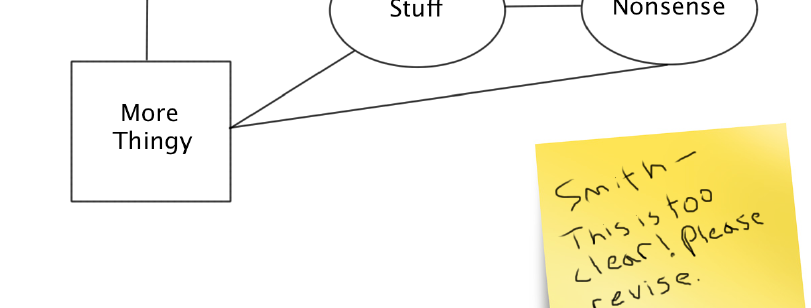 Stuff
Nonsense
More
Thingy
Smith-
This is too
clear! Please
revise.